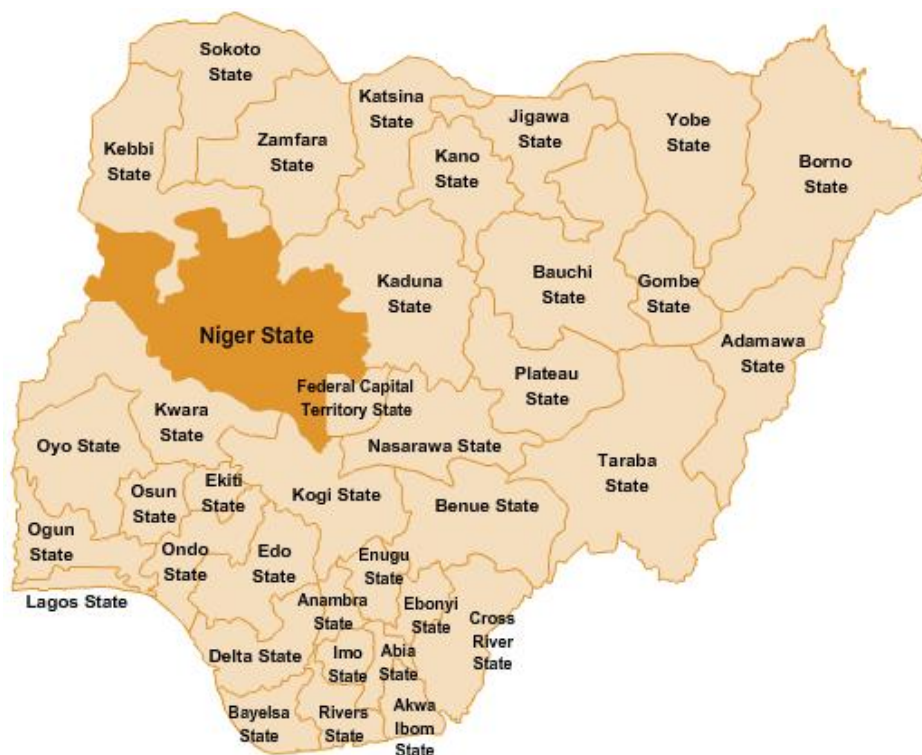 Sokoto
State
Katsina
State
Jigawa
State
Yobe
State
Kebbi
State
Zamfara
State
Kano
State
Borno
State
Kaduna
State
Bauchi
State
Gombe
State
Niger State
Adamawa
State
Federal Capital
Territory State
Plateau
State
Kwara
State
Oyo State
Nasarawa State
Taraba
State
Osun
State
Ekiti
State
Kogi State
Benue State
Ogun
State
Ondo
State
Edo
State
Enugu
State
Lagos State
Anambra
State
Ebonyi
State
Cross
River
State
Delta State
Imo
State
Abia
State
Bayelsa
State
Rivers
State
Akwa
Ibom
State